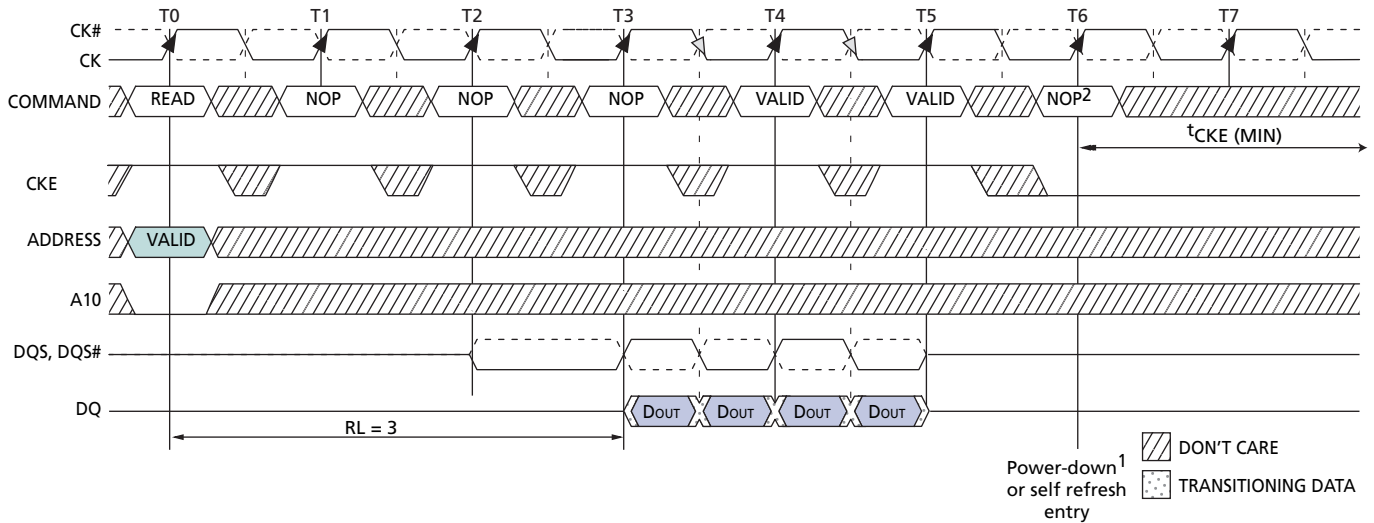 T0 T1 T2 T3 T4 T5 T6 T7
CK#
CK
COMMAND READ NOP NOP NOP VALID VALID NOP2
tCKE (MIN)
CKE
ADDRESS VALID
A10
DQS, DQS#
DQ DOUT DOUT DOUT DOUT
RL = 3
Power-down1
or self refresh
entry
DON'T CARE
TRANSITIONING DATA